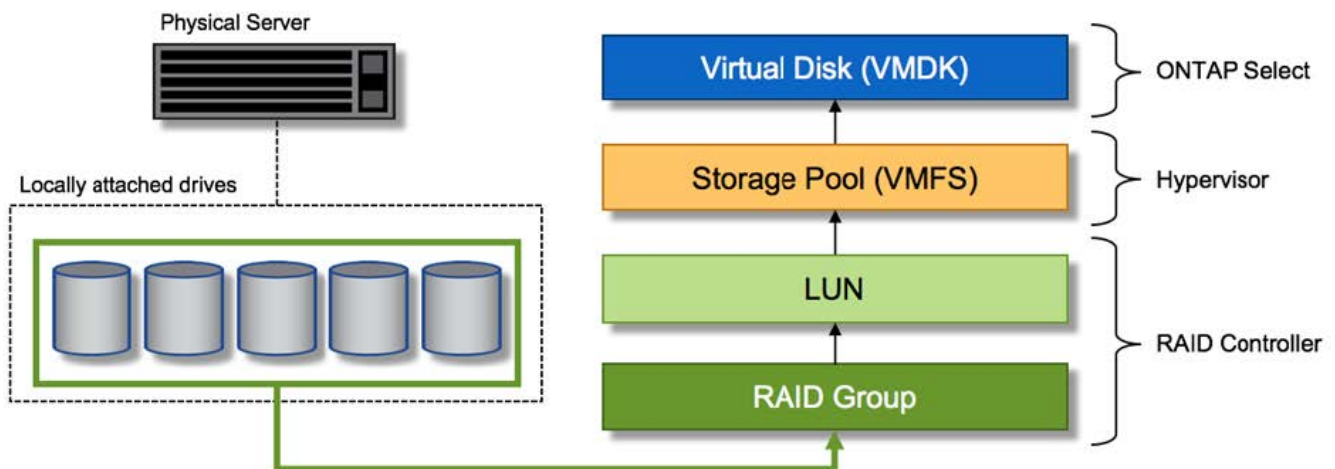 Physical Server
Locally attached drives
Virtual Disk (VMDK)
ONTAP Select
Storage Pool (VMFS)
Hypervisor
LUN
RAID Controller
RAID Group